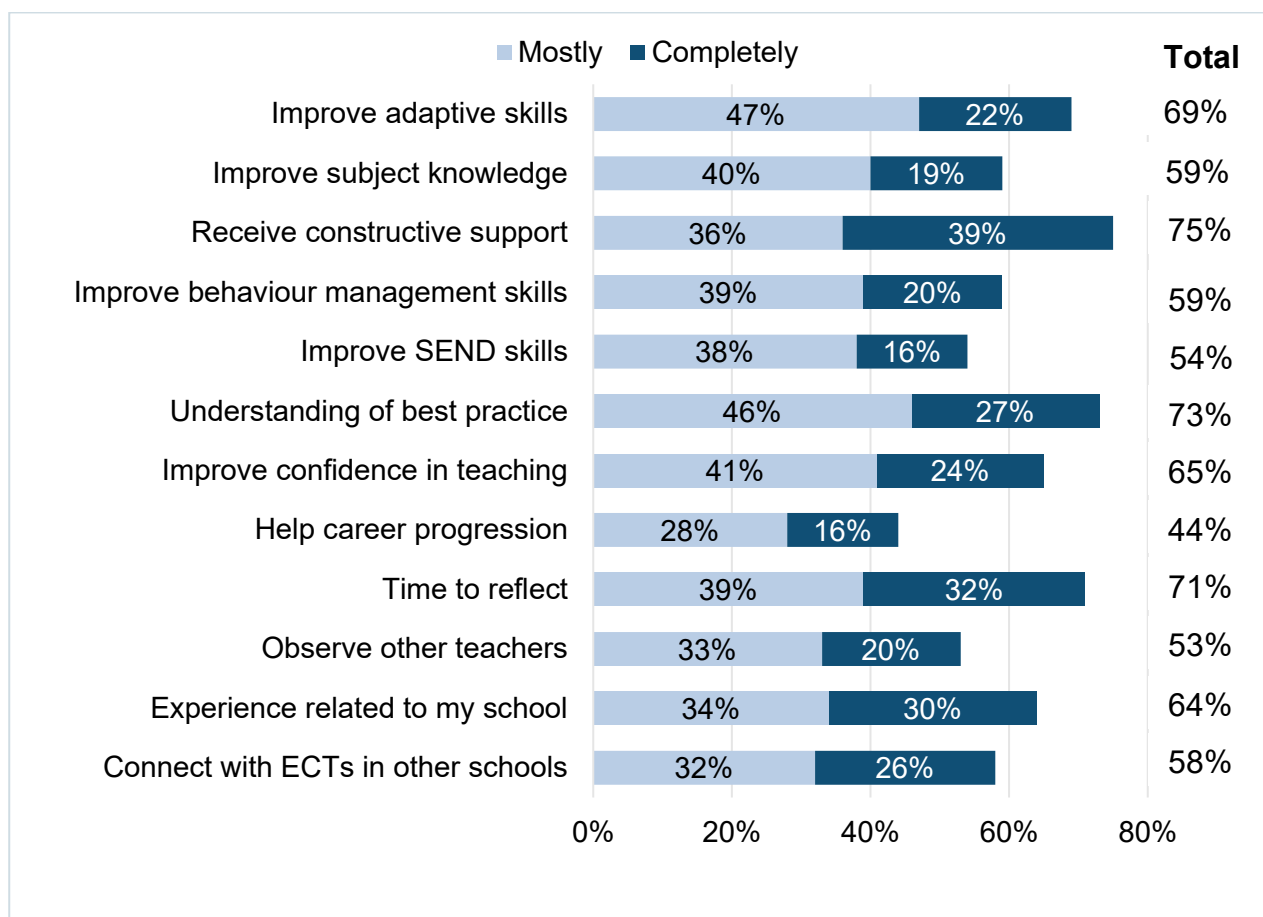 Mostly Completely Total
Improve adaptive skills 47% 22% 69%
Improve subject knowledge 40% 19% 59%
Receive constructive support 36% 39% 75%
Improve behaviour management skills 39% 20% 59%
Improve SEND skills 38% 16% 54%
Understanding of best practice 46% 27% 73%
Improve confidence in teaching 41% 24% 65%
Help career progression 28% 16% 44%
Time to reflect 39% 32% 71%
Observe other teachers 33% 20% 53%
Experience related to my school 34% 30% 64%
Connect with ECTs in other schools 32% 26% 58%
0% 20% 40% 60% 80%